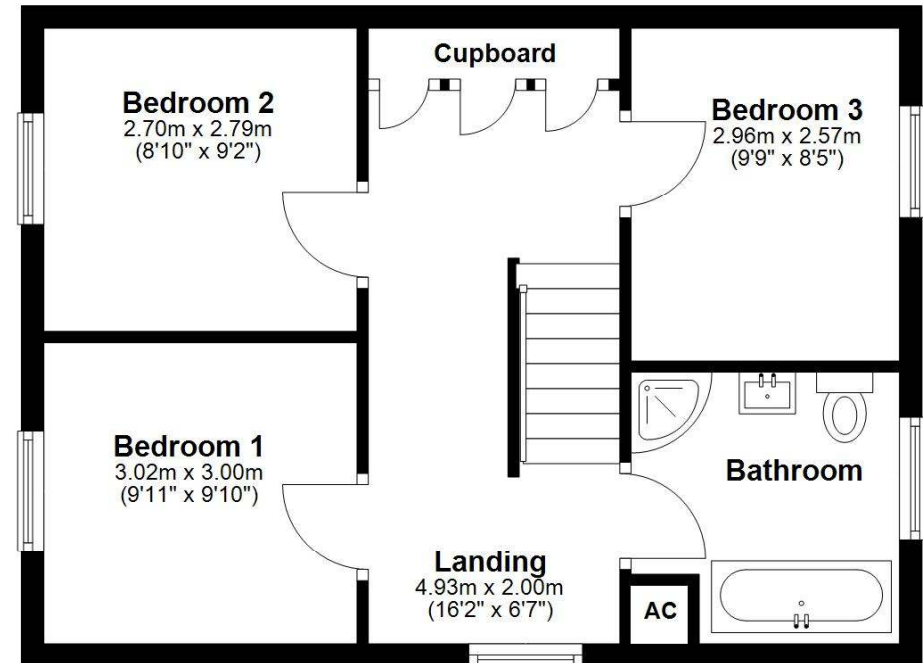 Cupboard
Bedroom 2
2.70m x 2.79m
(8'10" x 9'2")
Bedroom 3
2.96m x 2.57m
(9'9" x 8'5")
Bedroom 1
3.02m x 3.00m
(9'11" x 9'10")
Bathroom
Landing
4.93m x 2.00m
(16'2" x 6'7")
AC